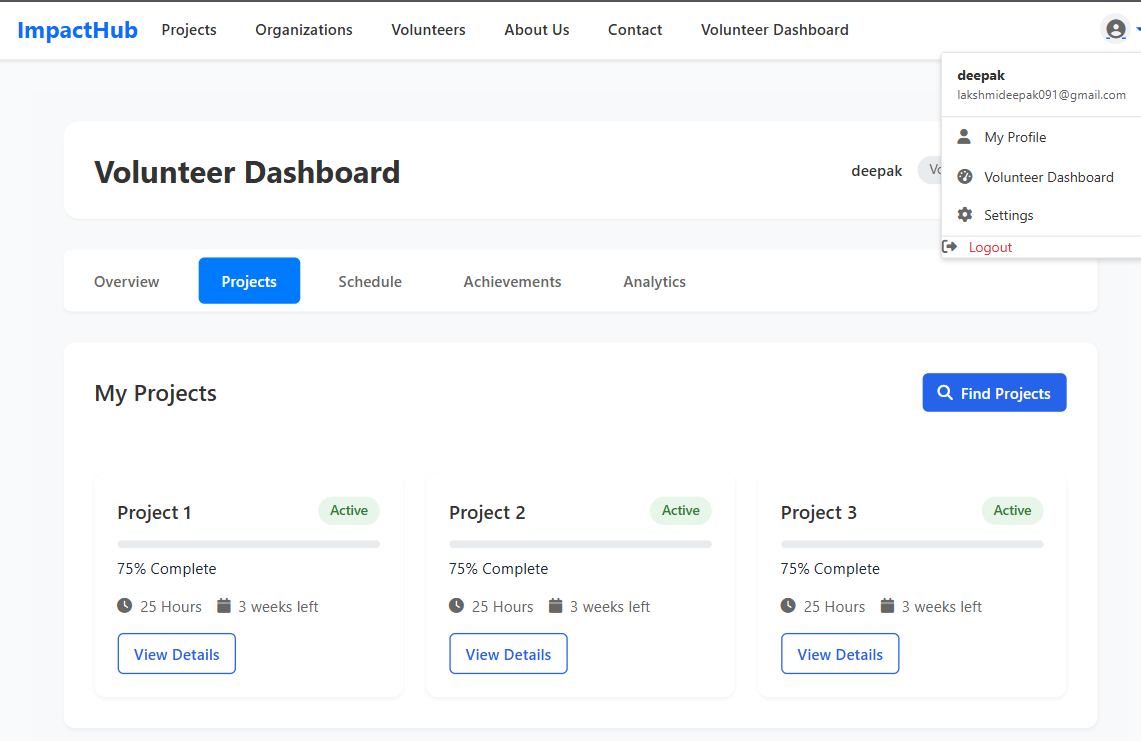 ImpactHub Projects Organizations Volunteers About Us Contact Volunteer Dashboard
deepak
lakshmideepak091@gmail.com
My Profile
Volunteer Dashboard
Settings
Logout
Volunteer Dashboard
deepak
Overview Projects Schedule Achievements Analytics
My Projects
Find Projects
Project 1 Active
75% Complete
25 Hours 3 weeks left
View Details
Project 2 Active
75% Complete
25 Hours 3 weeks left
View Details
Project 3 Active
75% Complete
25 Hours 3 weeks left
View Details